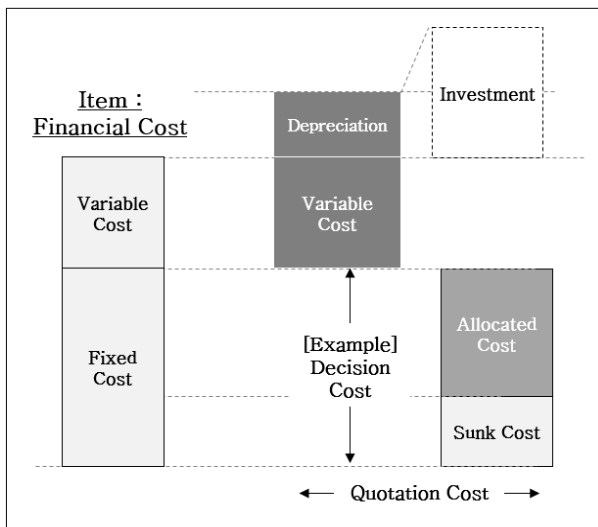 Item :
Financial Cost
Investment
Depreciation
Variable
Cost
Variable
Cost
Fixed
Cost
[Example]
Decision
Cost
Allocated
Cost
Sunk Cost
Quotation Cost